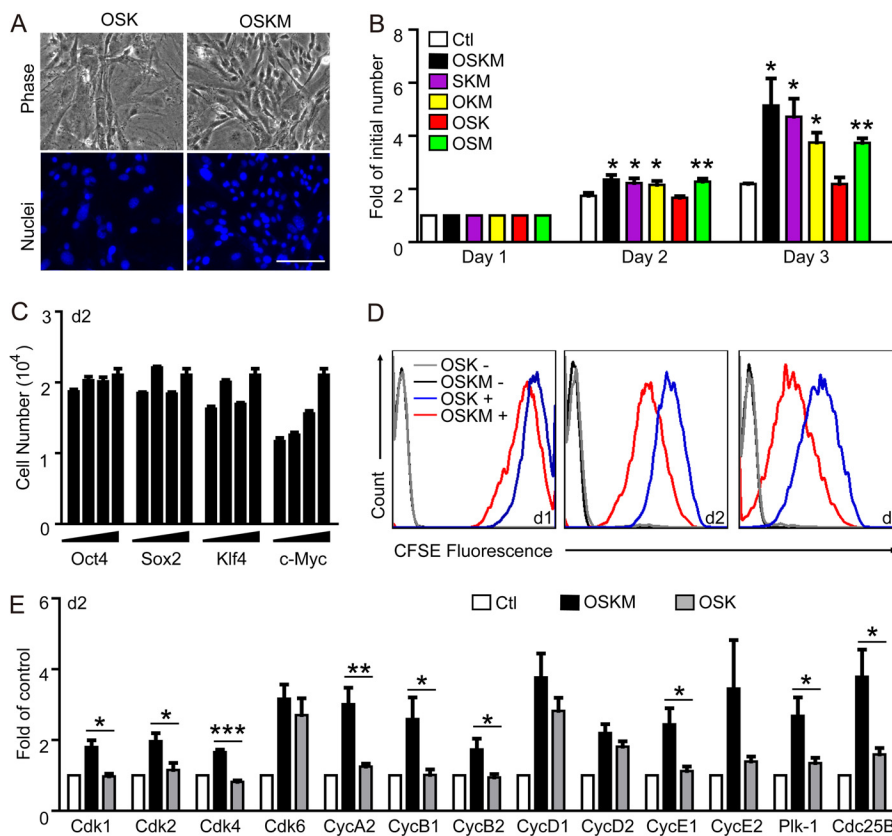 A
OSK
OSKM
Phase
Nuclei
B
Fold of initial number
8
6
4
2
0
Ctl
OSKM
SKM
OKM
OSK
OSM
* * * **
* * * **
Day 1 Day 2 Day 3
C
d2
Cell Number (10⁴)
3
2
1
0
Oct4 Sox2 Klf4 c-Myc
D
OSK -
OSKM -
OSK +
OSKM +
Count
d1
d2
d
CFSE Fluorescence
E
d2
Ctl OSKM OSK
Fold of control
6
4
2
0
* * *** ** * * * * *
Cdk1 Cdk2 Cdk4 Cdk6 CycA2 CycB1 CycB2 CycD1 CycD2 CycE1 CycE2 Plk-1 Cdc25B